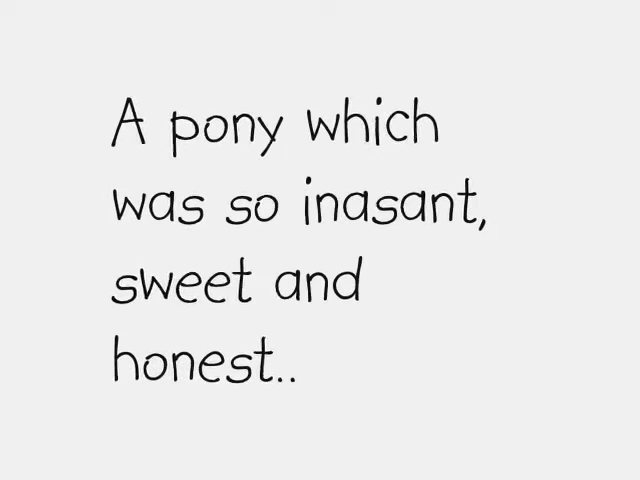 A pony which
was so inasant,
sweet and
honest..